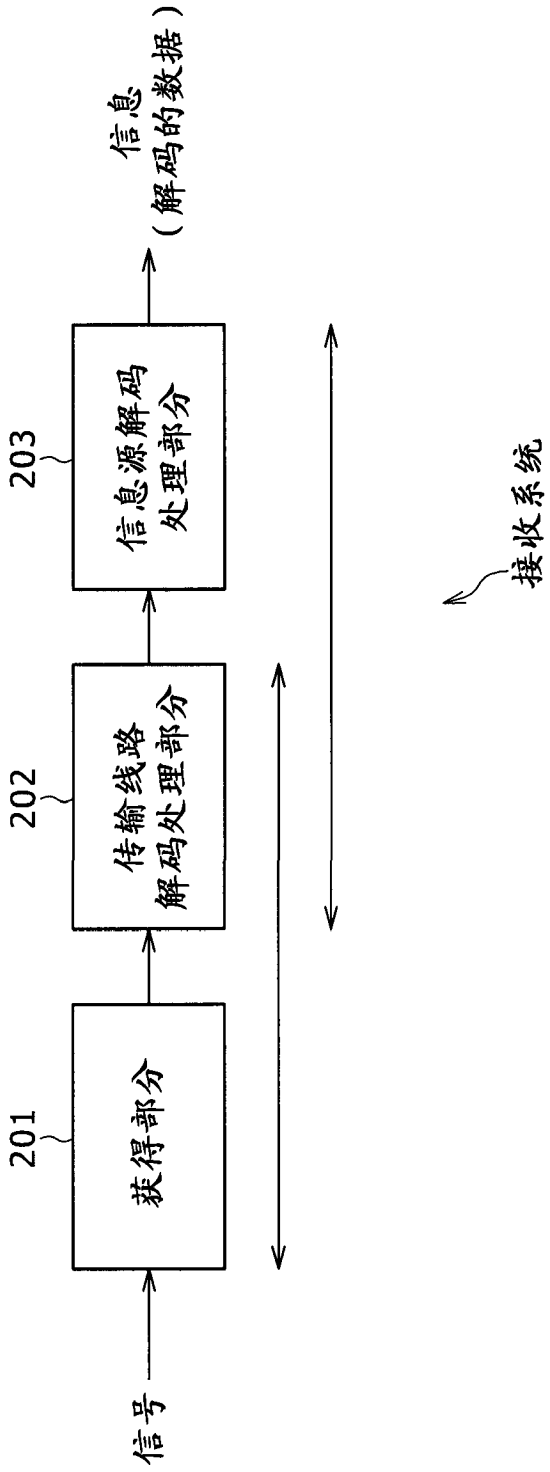 信号
201
获得部分
202
传输线路
解码处理部分
203
信息源解码
处理部分
信息
(解码的数据)
接收系统